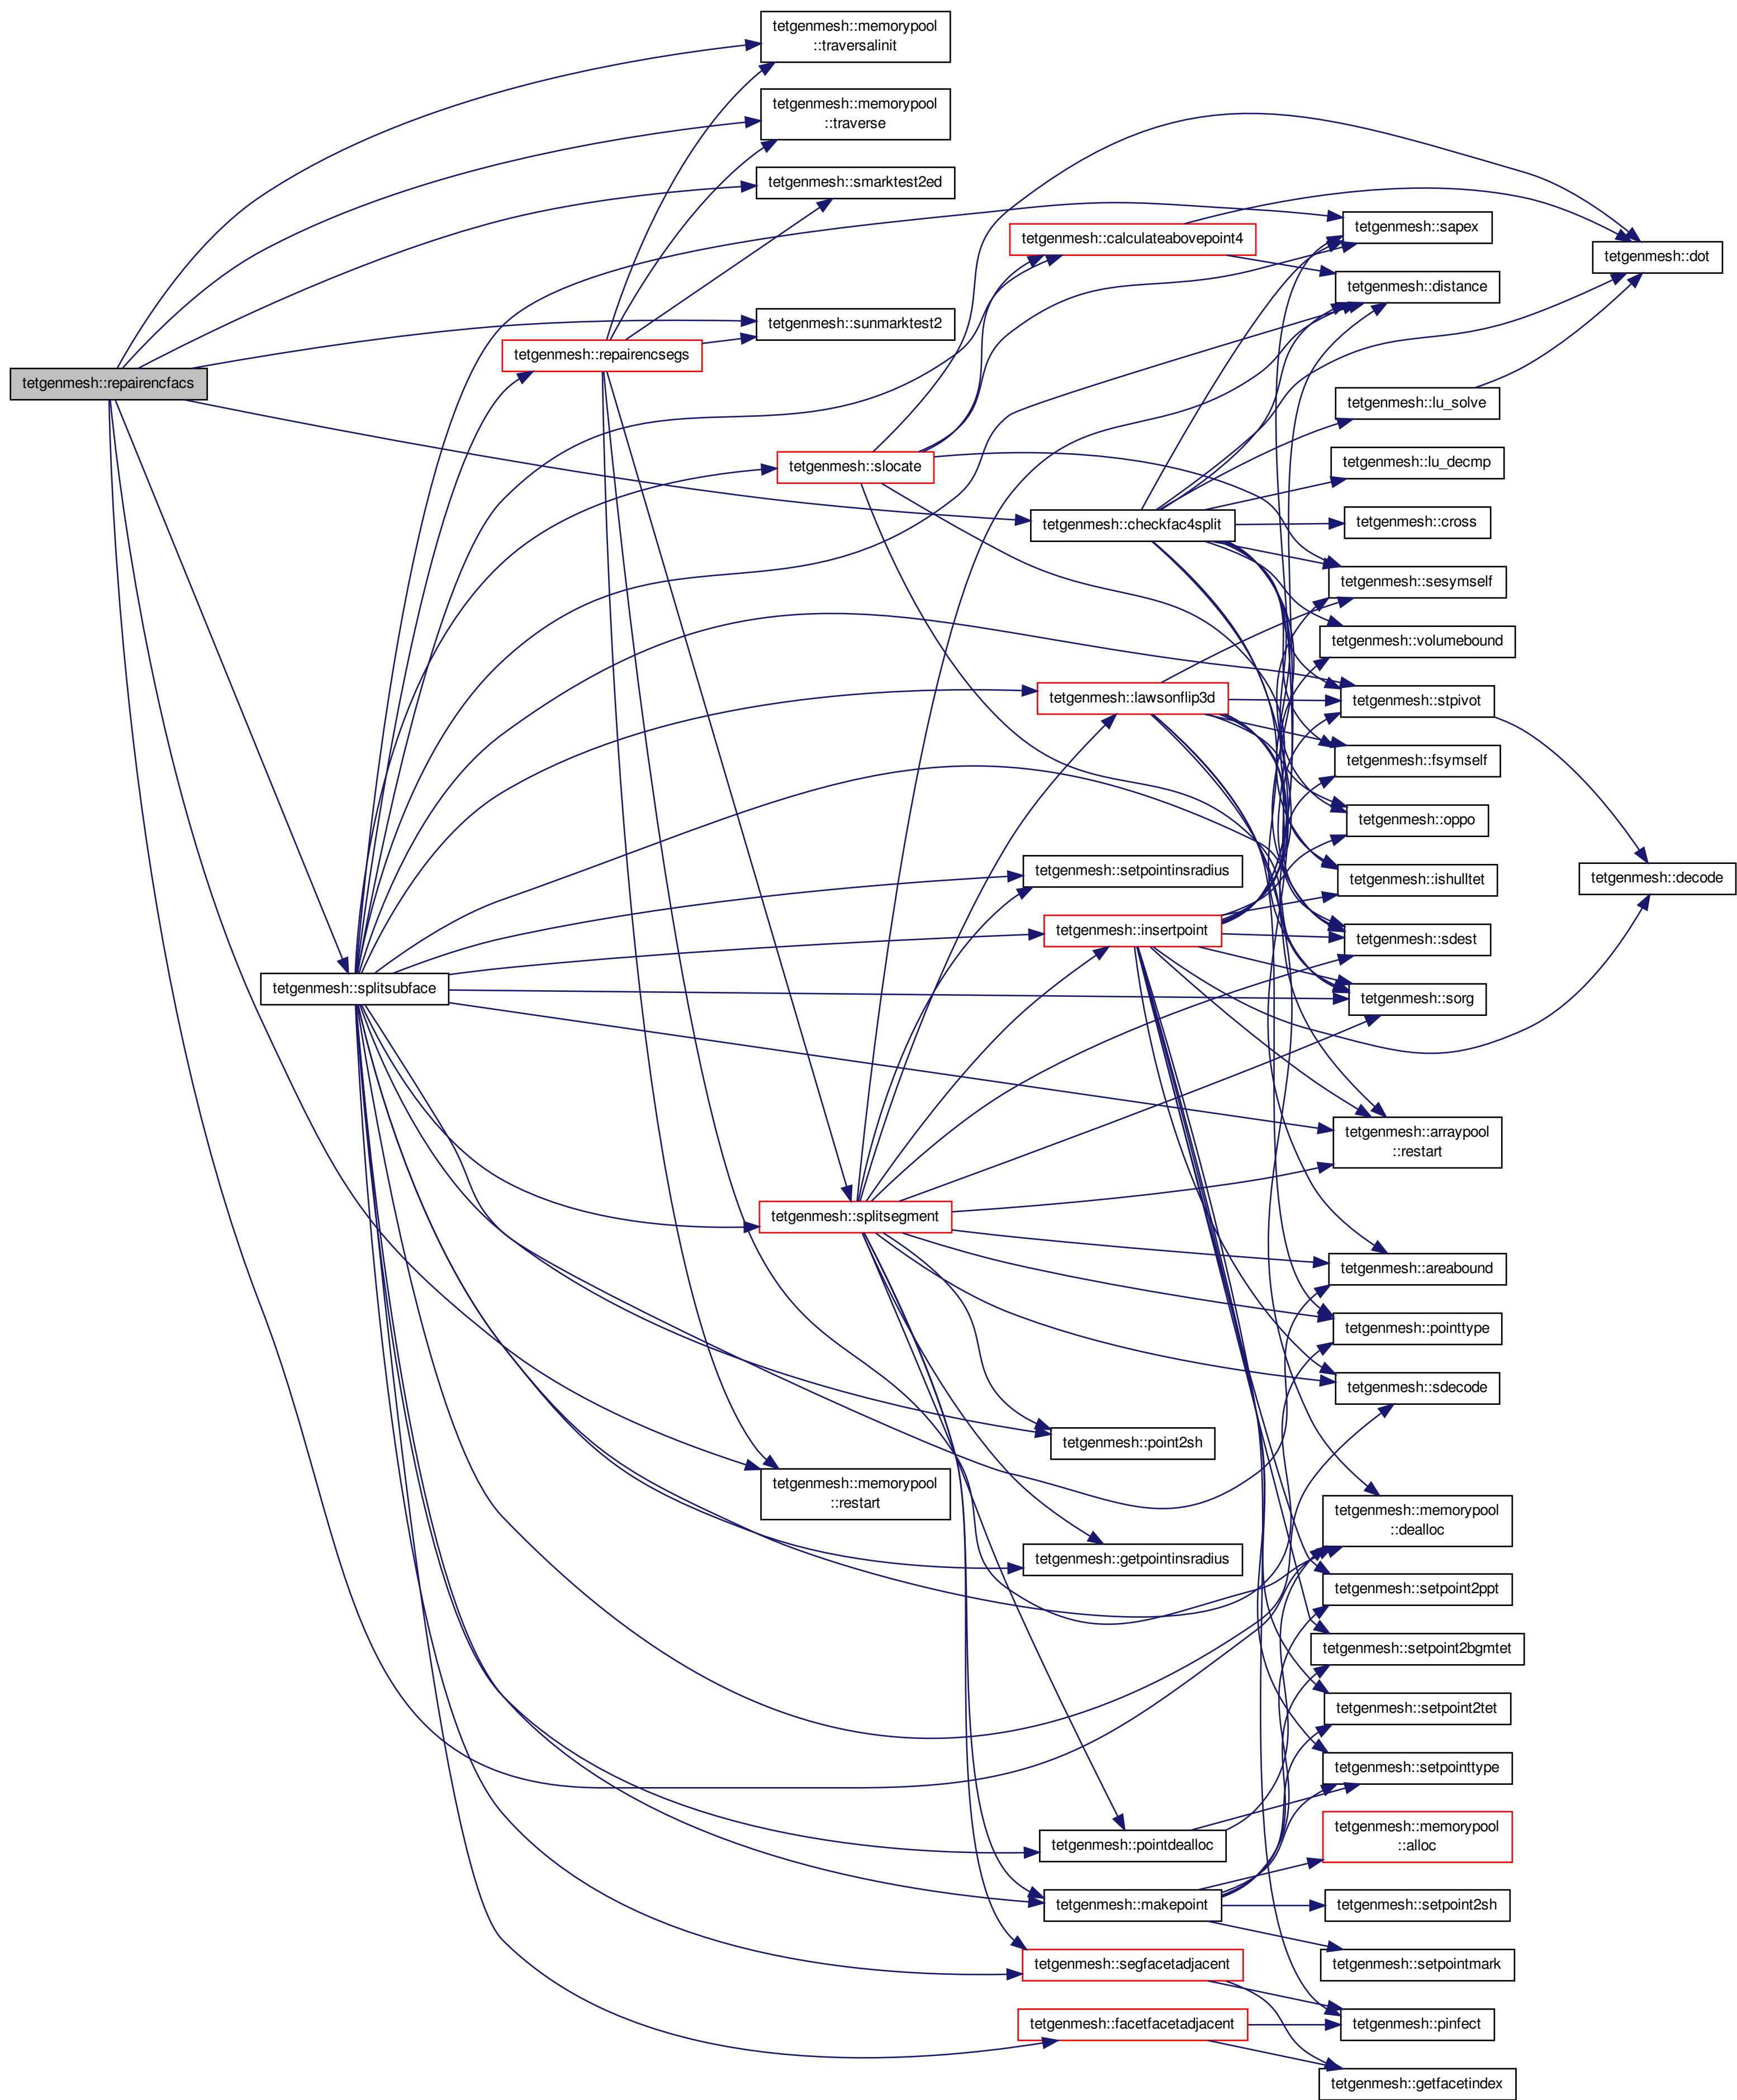 tetgenmesh::memorypool
::traversalinit
tetgenmesh::memorypool
::traverse
tetgenmesh::smarktest2ed
tetgenmesh::sapex
tetgenmesh::calculateabovepoint4
tetgenmesh::dot
tetgenmesh::distance
tetgenmesh::sunmarktest2
tetgenmesh::repairencsegs
tetgenmesh::repairencfacs
tetgenmesh::lu_solve
tetgenmesh::slocate
tetgenmesh::lu_decmp
tetgenmesh::checkfac4split
tetgenmesh::cross
tetgenmesh::sesymself
tetgenmesh::volumebound
tetgenmesh::lawsonflip3d
tetgenmesh::stpivot
tetgenmesh::fsymself
tetgenmesh::oppo
tetgenmesh::setpointinsradius
tetgenmesh::ishulltet
tetgenmesh::decode
tetgenmesh::insertpoint
tetgenmesh::sdest
tetgenmesh::splitsubface
tetgenmesh::sorg
tetgenmesh::arraypool
::restart
tetgenmesh::splitsegment
tetgenmesh::areabound
tetgenmesh::pointtype
tetgenmesh::sdecode
tetgenmesh::point2sh
tetgenmesh::memorypool
::restart
tetgenmesh::memorypool
::dealloc
tetgenmesh::getpointinsradius
tetgenmesh::setpoint2ppt
tetgenmesh::setpoint2bgmtet
tetgenmesh::setpoint2tet
tetgenmesh::setpointtype
tetgenmesh::memorypool
::alloc
tetgenmesh::pointdealloc
tetgenmesh::makepoint
tetgenmesh::setpoint2sh
tetgenmesh::segfacetadjacent
tetgenmesh::setpointmark
tetgenmesh::facetfacetadjacent
tetgenmesh::pinfect
tetgenmesh::getfacetindex